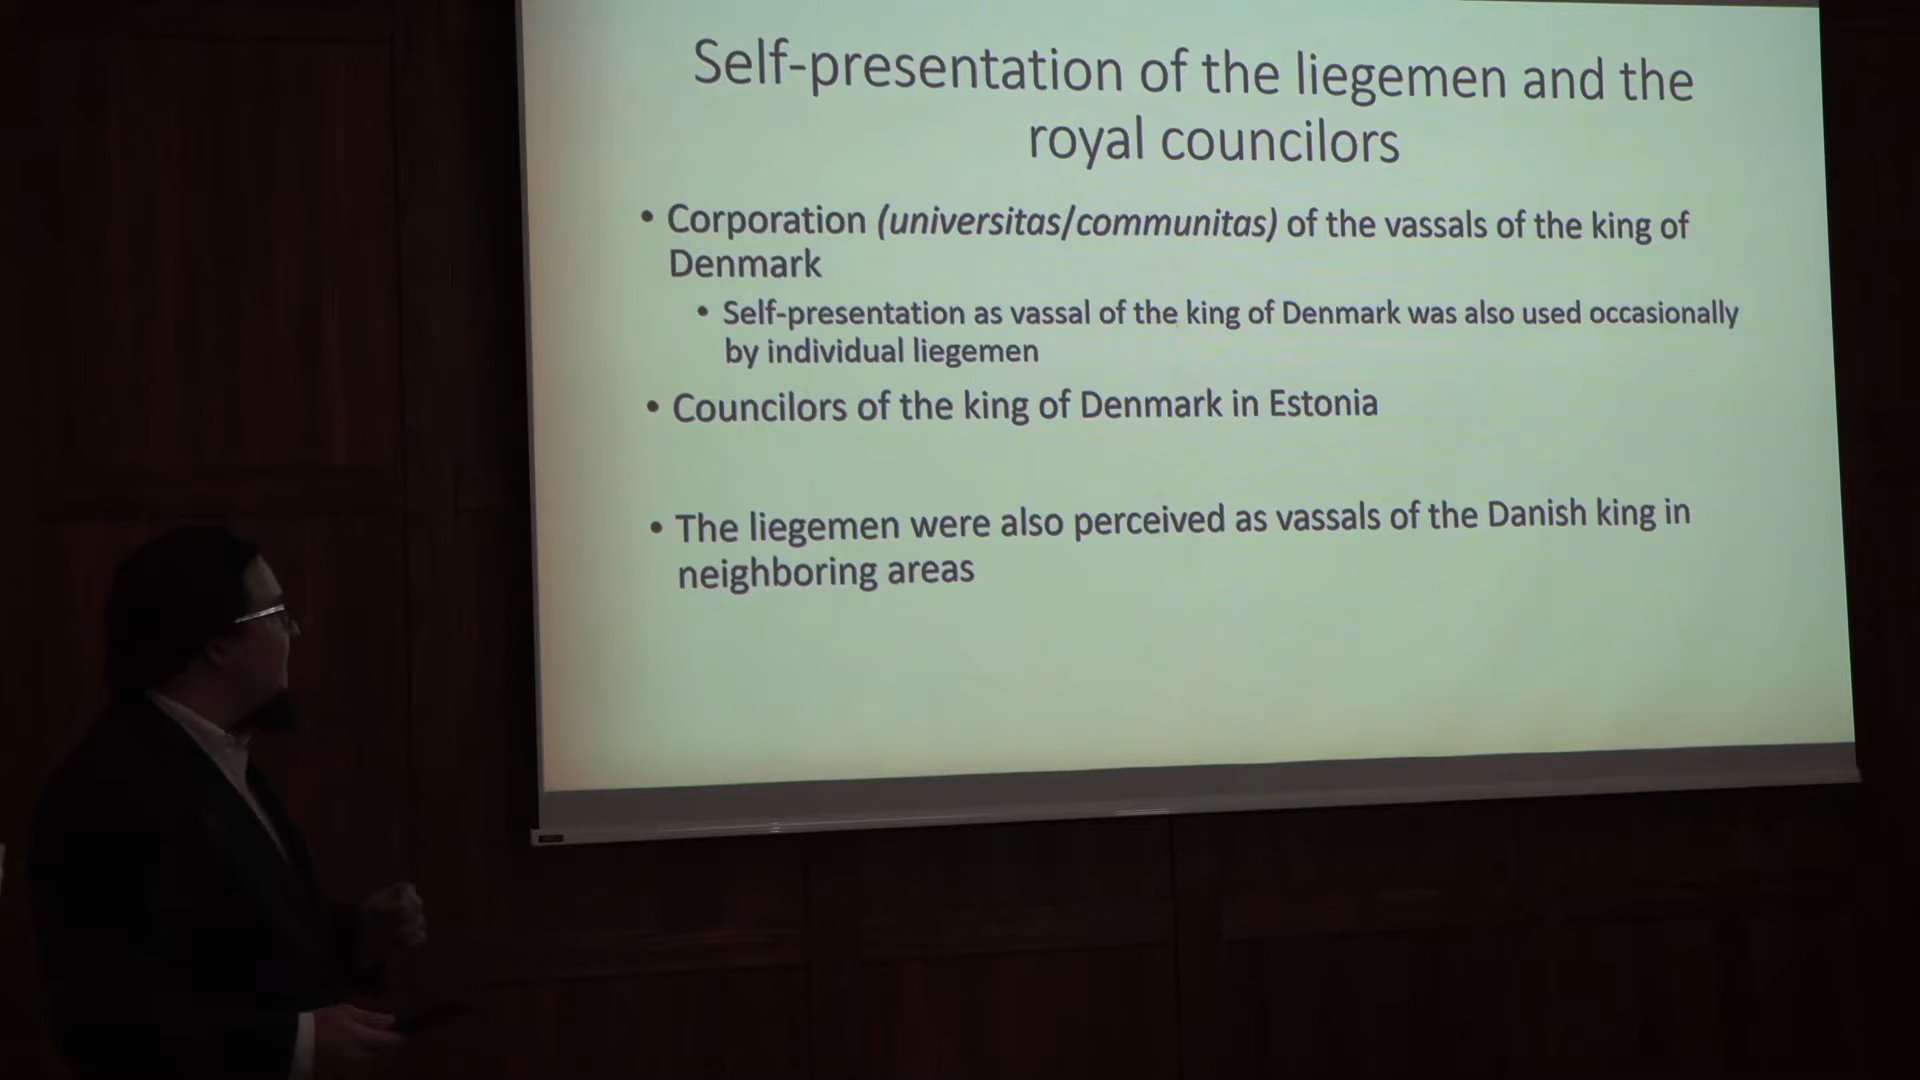 Self-presentation of the liegemen and the
royal councilors
• Corporation (universitas/communitas) of the vassals of the king of
Denmark
• Self-presentation as vassal of the king of Denmark was also used occasionally
by individual liegemen
• Councilors of the king of Denmark in Estonia
• The liegemen were also perceived as vassals of the Danish king in
neighboring areas